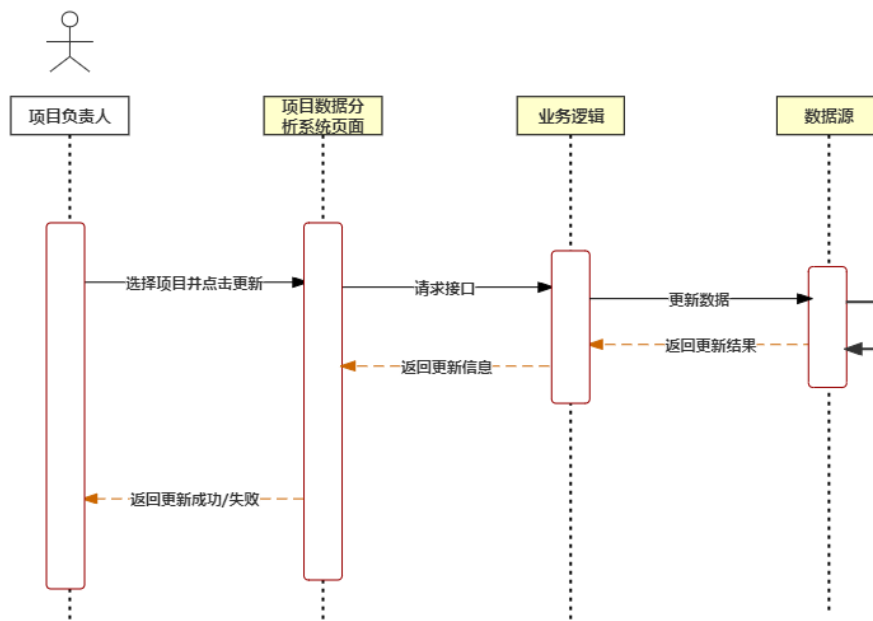 项目负责人
项目数据分
析系统页面
业务逻辑
数据源
选择项目井点击更新
请求接口
更新数据
返回更新结果
返回更新信息
返回更新成功/失败